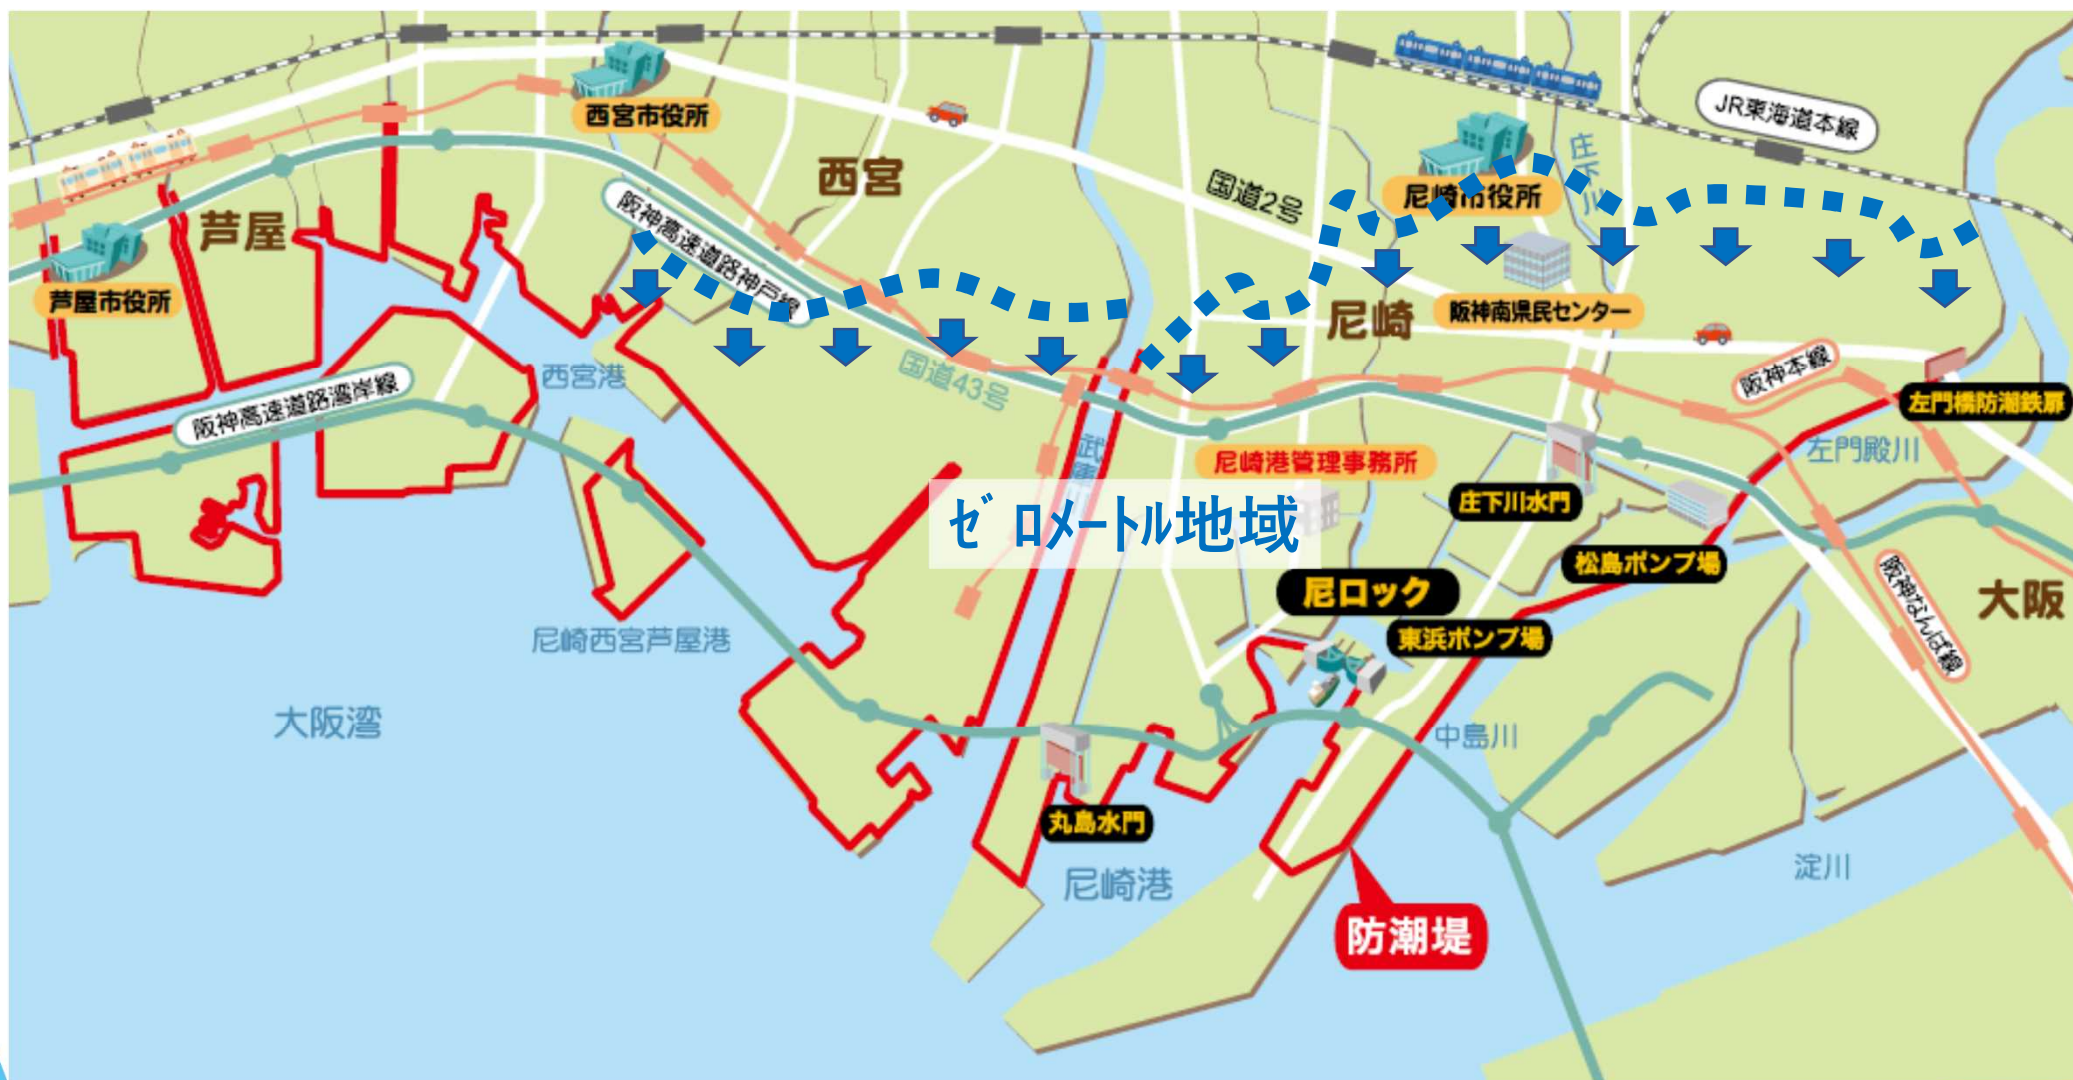 JR東海道本線
西宮市役所
西宮
庄下川
国道2号
尼崎市役所
阪神高速道路神戸線
芦屋
芦屋市役所
阪神南県民センター
尼崎
西宮港
国道43号
阪神本線
阪神高速道路湾岸線
左門橋防潮鉄扉
左門殿川
武庫
尼崎港管理事務所
庄下川水門
ｾﾞﾛﾒｰﾄﾙ地域
松島ポンプ場
尼ロック
東浜ポンプ場
阪神なんば線
大阪
尼崎西宮芦屋港
大阪湾
中島川
丸島水門
尼崎港
淀川
防潮堤